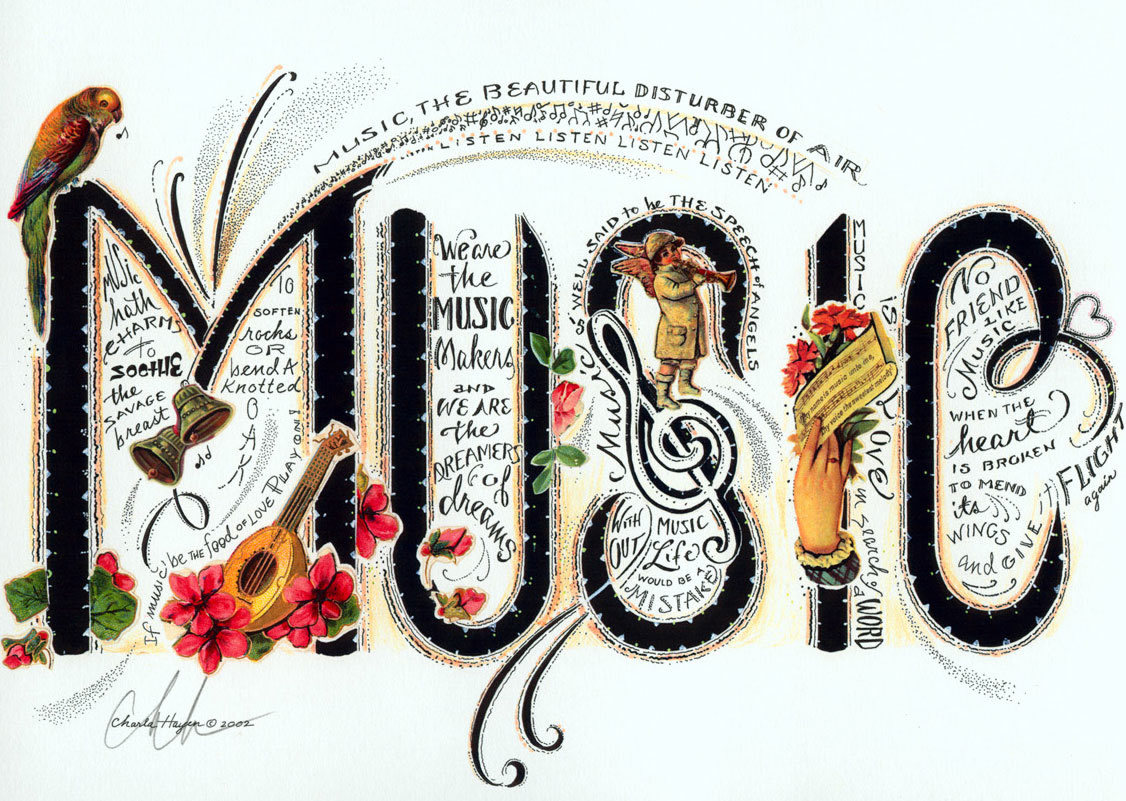 MUSIC, THE BEAUTIFUL DISTURBER OF AIR
LISTEN LISTEN LISTEN LISTEN
MUSIC
Music
hath
CHARMS
to
SOOTHE
the
SAVAGE
breast
TO
SOFTEN
rocks
OR
bend A
Knotted
OAK
If music be THE food OF LOVE PLAY ON!
We are
the
MUSIC
Makers
AND
WE ARE
the
DREAMERS
of
dreams
Music is WELL SAID to be THE SPEECH of ANGELS
WITH
OUT
MUSIC
Life
WOULD BE A
MISTAKE
MUSIC is Love in search of a WORD
No
FRIEND
LIKE
Music
WHEN THE
heart
IS BROKEN
TO MEND
its
WINGS
and GIVE FLIGHT
again
Charla Hayen © 2002